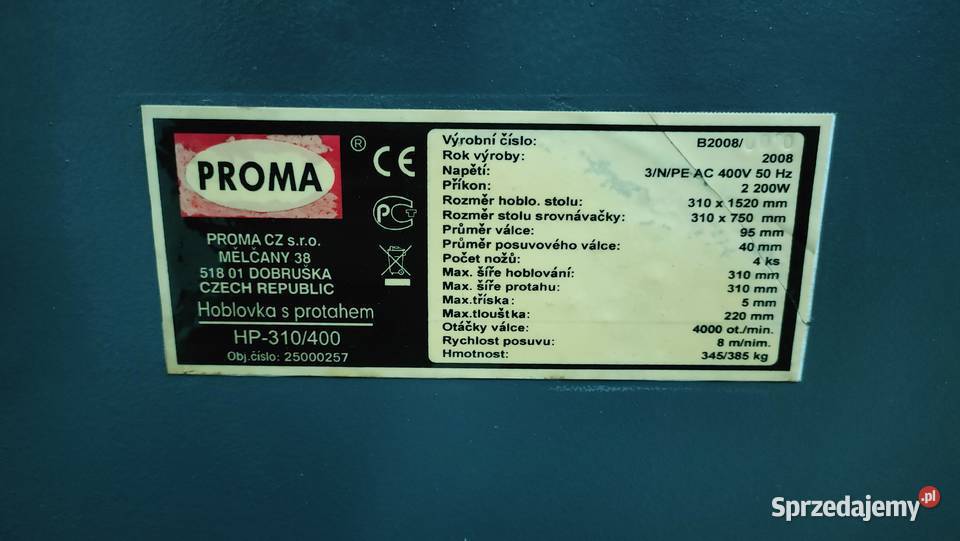 PROMA
®
CE
PROMA CZ s.r.o.
MĚLČANY 38
518 01 DOBRUŠKA
CZECH REPUBLIC
Hoblovka s protahem
HP-310/400
Obj.číslo: 25000257
Výrobní číslo: B2008/
Rok výroby: 2008
Napětí: 3/N/PE AC 400V 50 Hz
Příkon: 2 200W
Rozměr hoblo. stolu: 310 x 1520 mm
Rozměr stolu srovnávačky: 310 x 750 mm
Průměr válce: 95 mm
Průměr posuvového válce: 40 mm
Počet nožů: 4 ks
Max. šíře hoblování: 310 mm
Max. šíře protahu: 310 mm
Max.tříska: 5 mm
Max.tlouštka: 220 mm
Otáčky válce: 4000 ot./min.
Rychlost posuvu: 8 m/nim.
Hmotnost: 345/385 kg
Sprzedajemy.pl